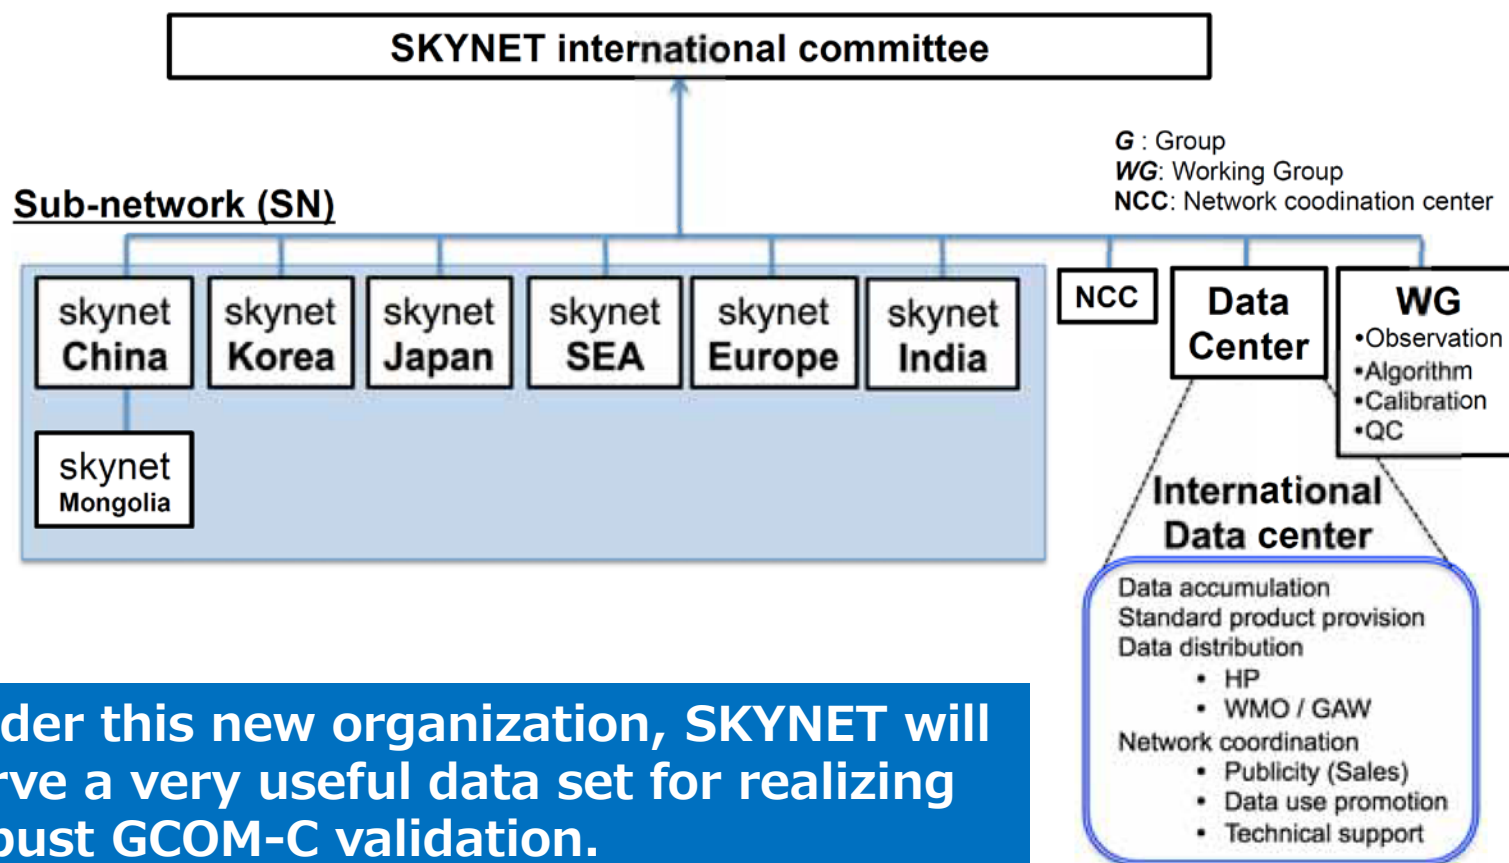 SKYNET international committee
G : Group
WG: Working Group
NCC: Network coodination center
Sub-network (SN)
skynet
China
skynet
Korea
skynet
Japan
skynet
SEA
skynet
Europe
skynet
India
NCC
Data
Center
WG
•Observation
•Algorithm
•Calibration
•QC
skynet
Mongolia
International
Data center
Data accumulation
Standard product provision
Data distribution
• HP
• WMO / GAW
Network coordination
• Publicity (Sales)
• Data use promotion
• Technical support
der this new organization, SKYNET will
rve a very useful data set for realizing
bust GCOM-C validation.